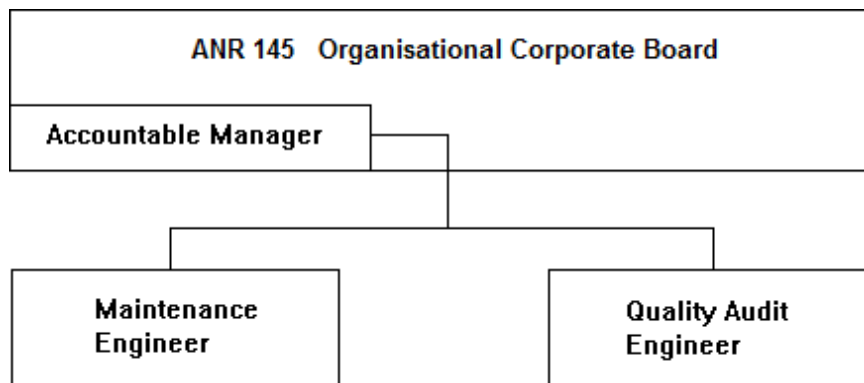 ANR 145 Organisational Corporate Board
Accountable Manager
Maintenance
Engineer
Quality Audit
Engineer